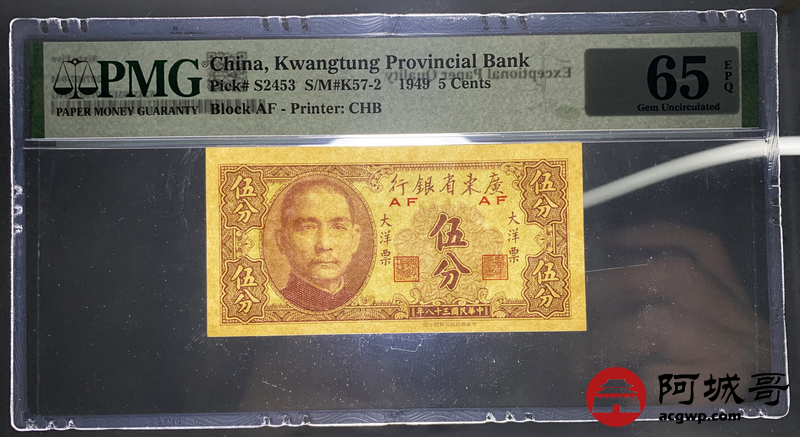 PMG
PAPER MONEY GUARANTY
China, Kwangtung Provincial Bank
Pick# S2453 S/M#K57-2 1949 5 Cents
Block AF - Printer: CHB
65 EPQ
Gem Uncirculated
Exceptional Paper Quality
行銀省東廣
AF AF
伍分
伍分
大洋票
伍分
大洋票
伍分
伍分
年八十三國民華中
阿城哥
acgwp.com